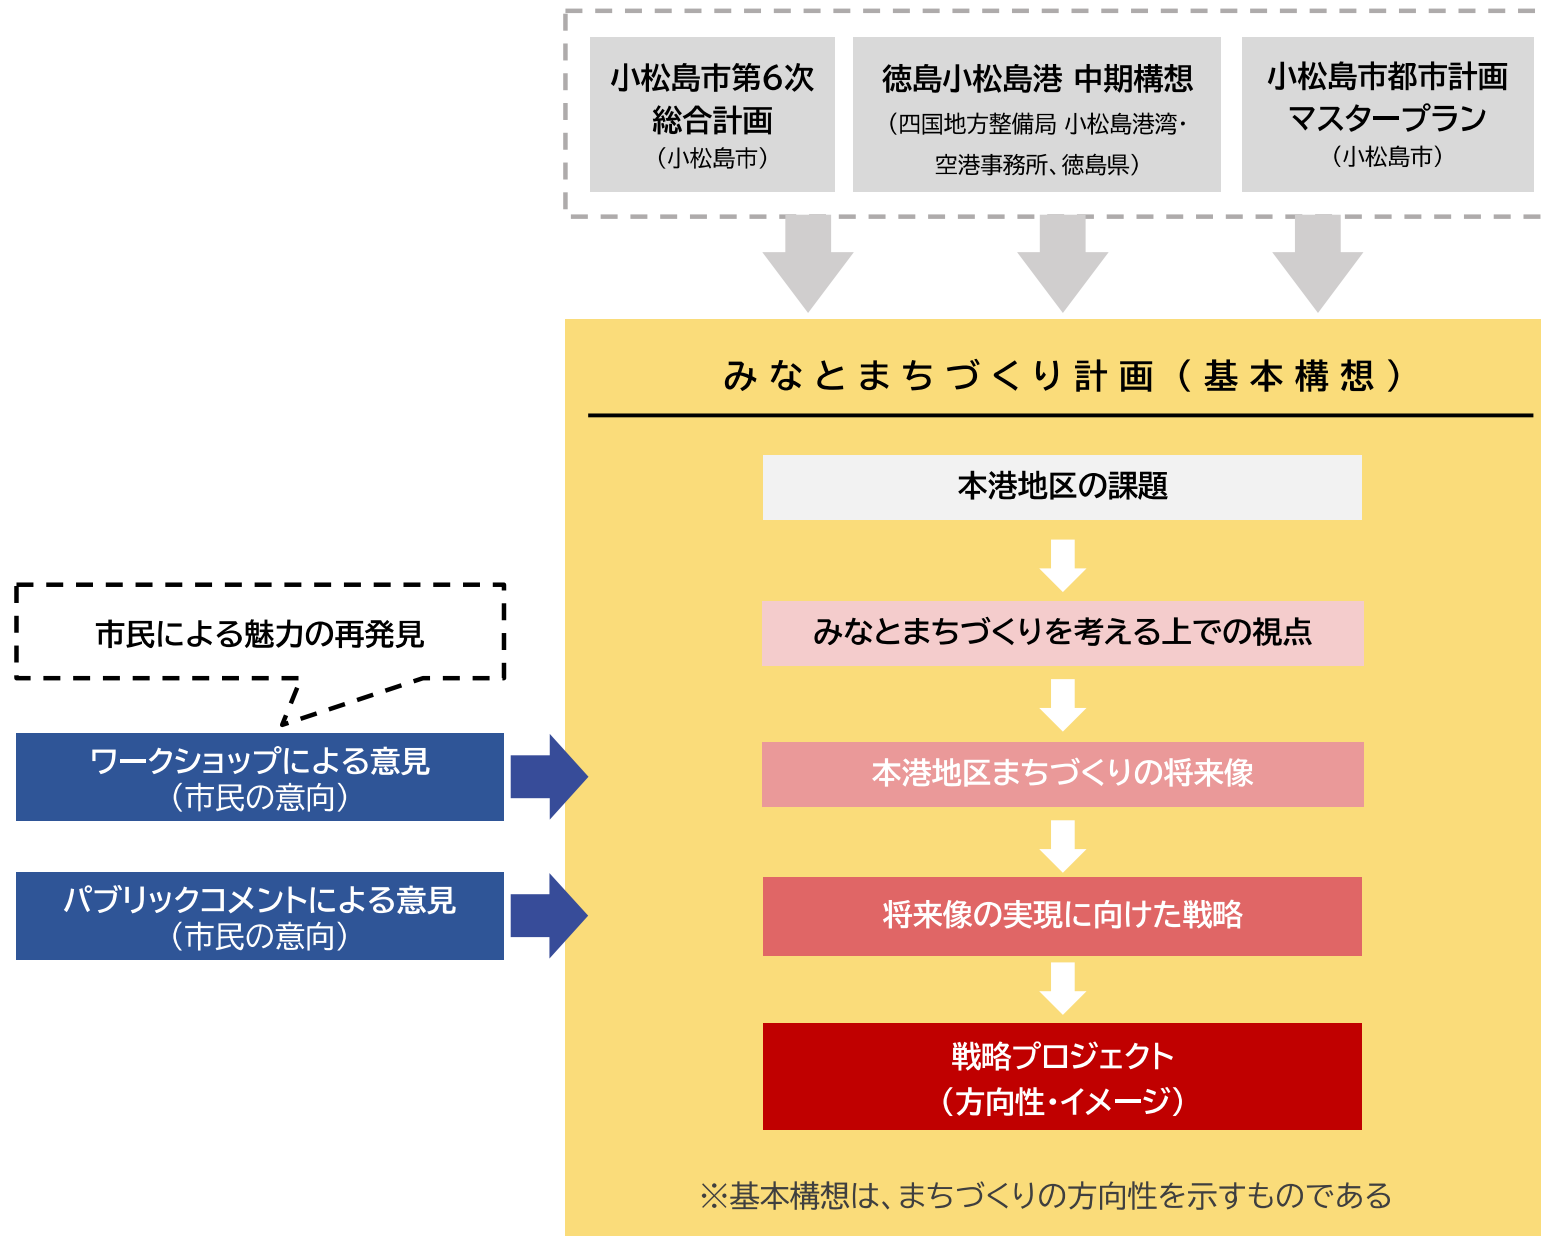 小松島市第6次
総合計画
（小松島市）
徳島小松島港 中期構想
（四国地方整備局 小松島港湾・
空港事務所、徳島県）
小松島市都市計画
マスタープラン
（小松島市）
みなとまちづくり計画（基本構想）
本港地区の課題
みなとまちづくりを考える上での視点
本港地区まちづくりの将来像
将来像の実現に向けた戦略
戦略プロジェクト
（方向性・イメージ）
※基本構想は、まちづくりの方向性を示すものである
市民による魅力の再発見
ワークショップによる意見
（市民の意向）
パブリックコメントによる意見
（市民の意向）